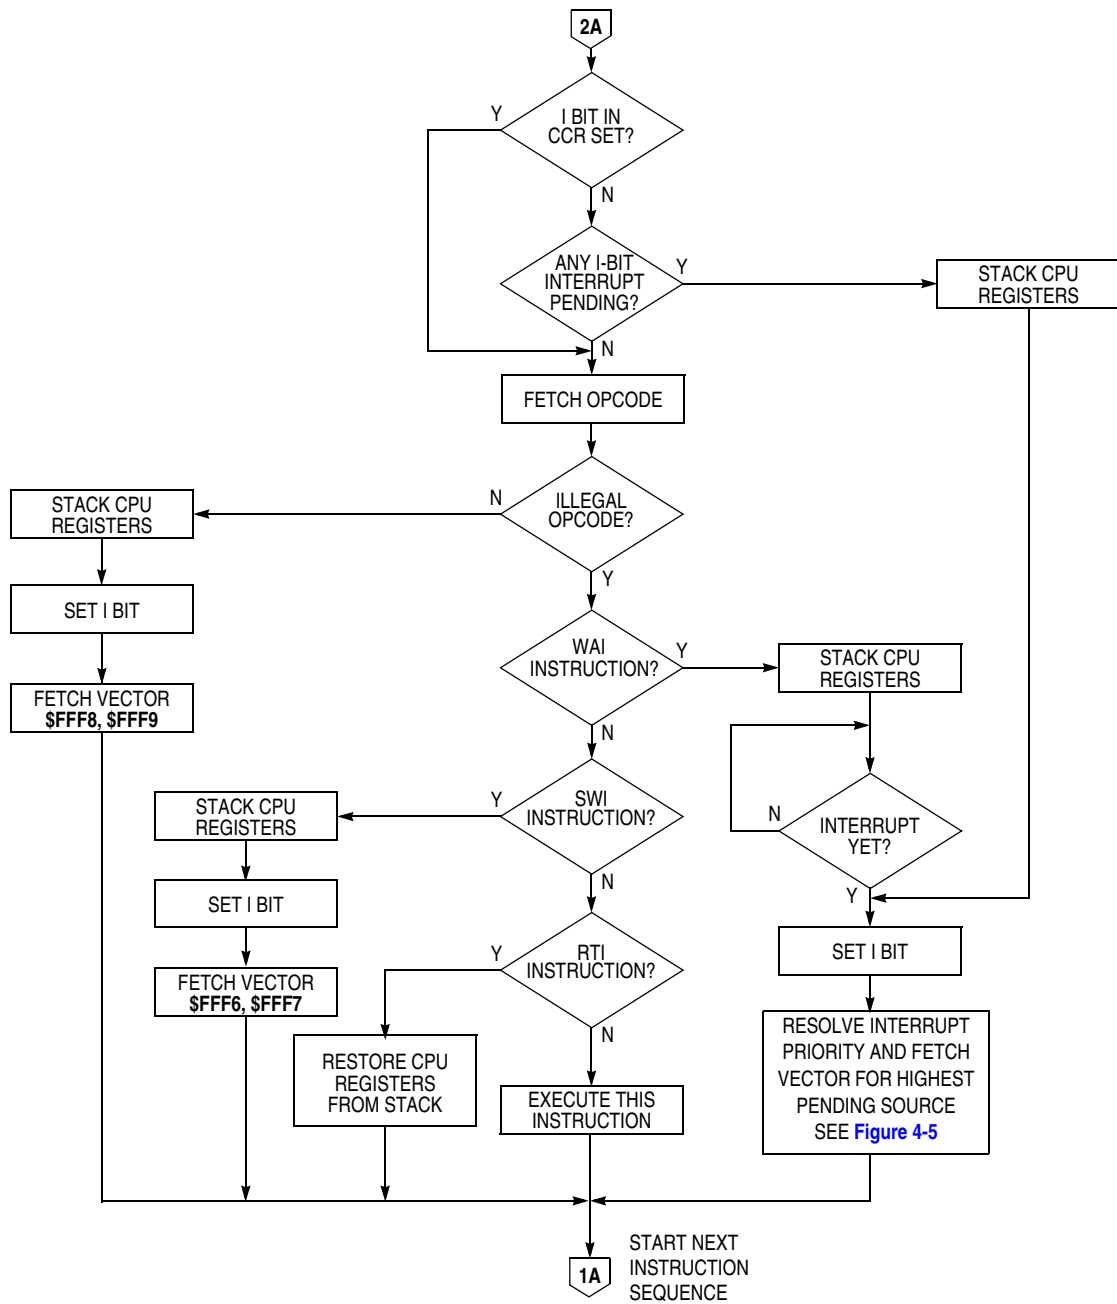 2A
I BIT IN
CCR SET?
Y
N
ANY I-BIT
INTERRUPT
PENDING?
Y
N
STACK CPU
REGISTERS
FETCH OPCODE
ILLEGAL
OPCODE?
N
Y
STACK CPU
REGISTERS
SET I BIT
FETCH VECTOR
$FFF8, $FFF9
WAI
INSTRUCTION?
Y
N
STACK CPU
REGISTERS
INTERRUPT
YET?
N
Y
SWI
INSTRUCTION?
Y
N
STACK CPU
REGISTERS
SET I BIT
FETCH VECTOR
$FFF6, $FFF7
RTI
INSTRUCTION?
Y
N
RESTORE CPU
REGISTERS
FROM STACK
EXECUTE THIS
INSTRUCTION
SET I BIT
RESOLVE INTERRUPT
PRIORITY AND FETCH
VECTOR FOR HIGHEST
PENDING SOURCE
SEE Figure 4-5
1A
START NEXT
INSTRUCTION
SEQUENCE